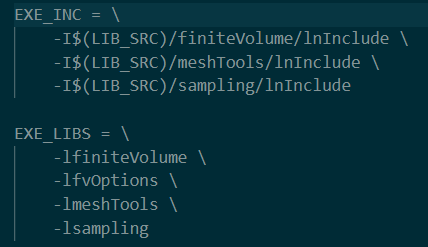 EXE_INC = \
    -I$(LIB_SRC)/finiteVolume/lnInclude \
    -I$(LIB_SRC)/meshTools/lnInclude \
    -I$(LIB_SRC)/sampling/lnInclude

EXE_LIBS = \
    -lfiniteVolume \
    -lfvOptions \
    -lmeshTools \
    -lsampling